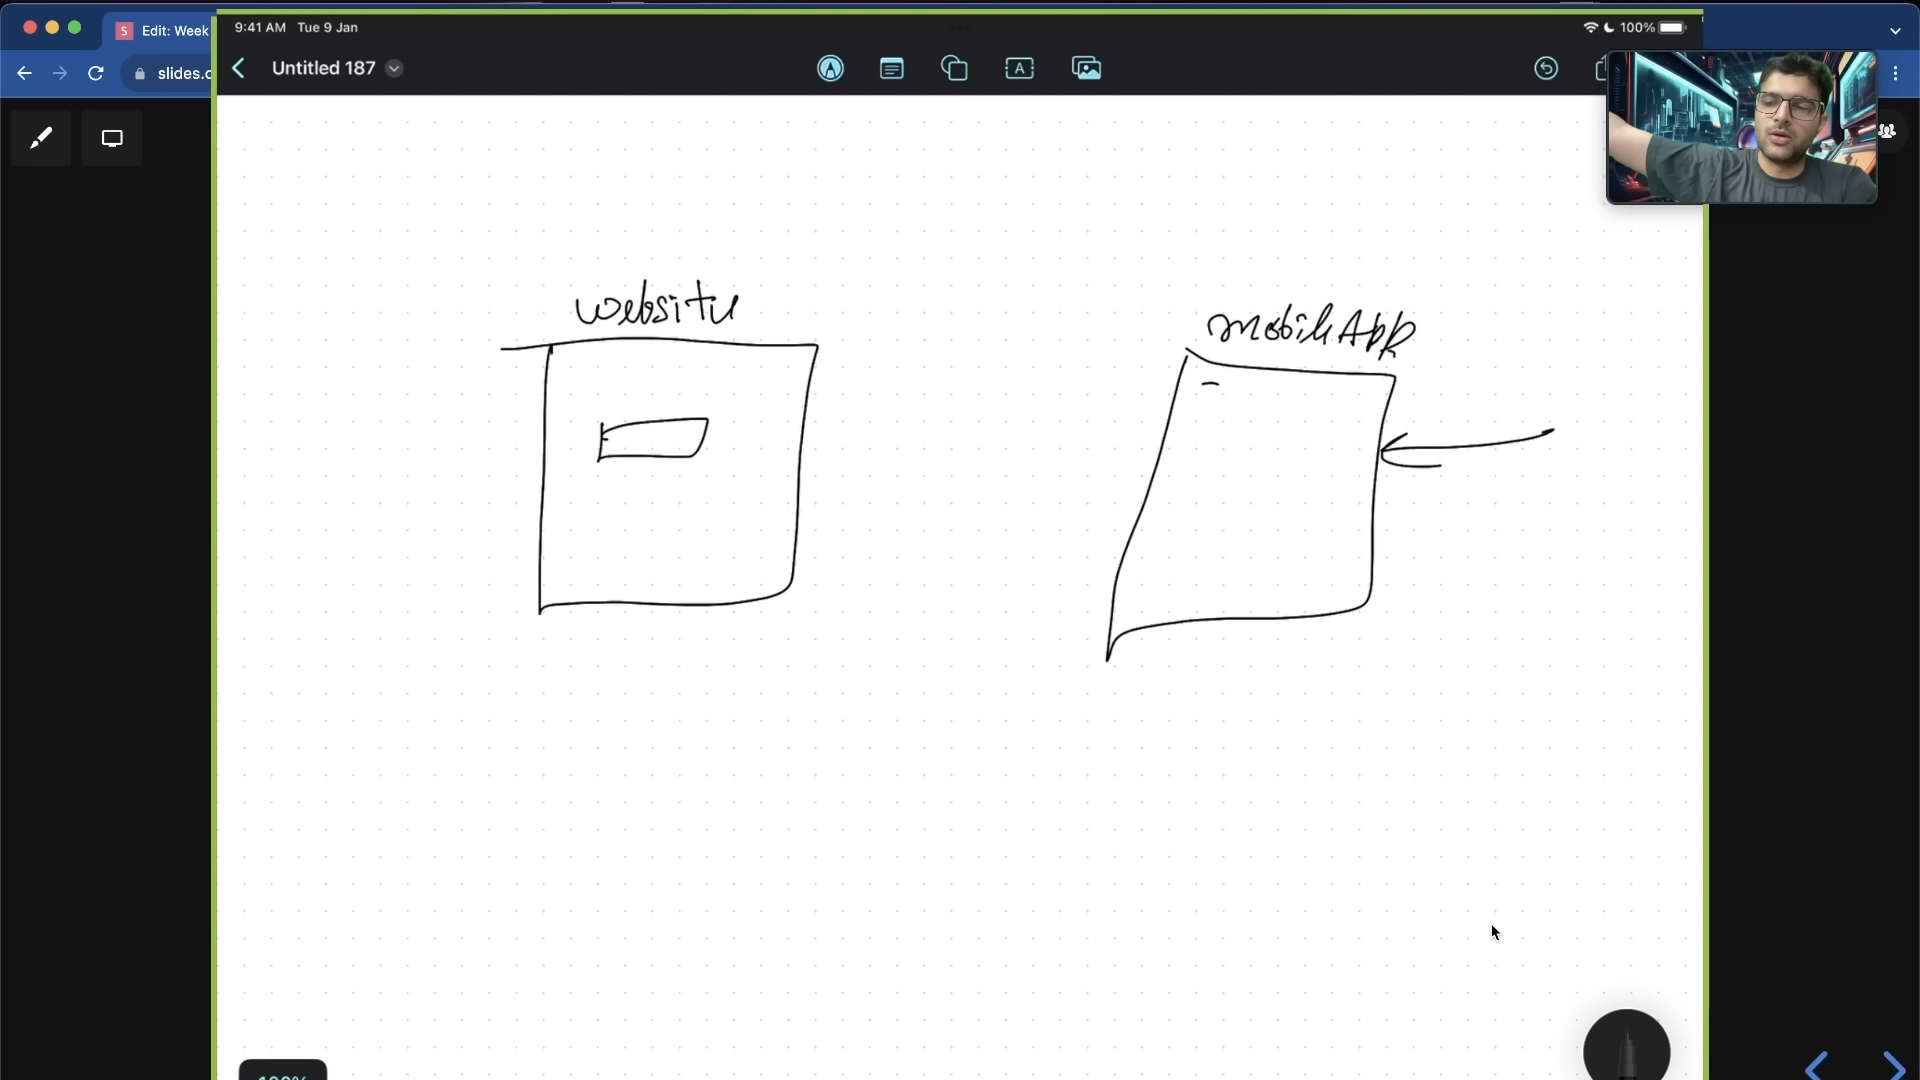 S Edit: Week
9:41 AM Tue 9 Jan
100%
slides.c
Untitled 187
A
website
mobile App